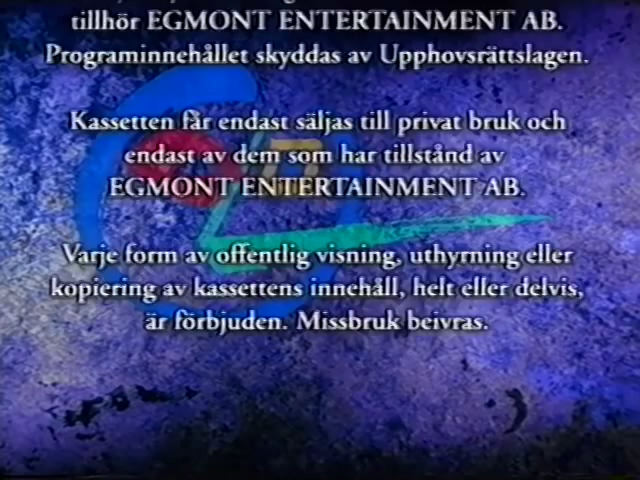 tillhör EGMONT ENTERTAINMENT AB.
Programinnehållet skyddas av Upphovsrättslagen.
Kassetten får endast säljas till privat bruk och
endast av dem som har tillstånd av
EGMONT ENTERTAINMENT AB.
Varje form av offentlig visning, uthyrning eller
kopiering av kassettens innehåll, helt eller delvis,
är förbjuden. Missbruk beivras.